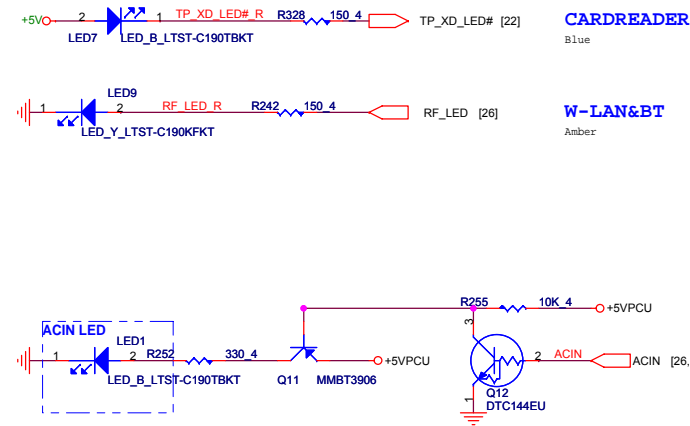 +5V 2 1 TP_XD_LED#_R R328 150_4 TP_XD_LED# [22] CARDREADER
LED7 LED_B_LTST-C190TBKT Blue
LED9
1 2 RF_LED_R R242 150_4 RF_LED [26] W-LAN&BT
LED_Y_LTST-C190KFKT Amber
R255 10K_4 +5VPCU
3
ACIN LED
LED1
1 2 R252 330_4 +5VPCU 2 ACIN ACIN [26,
LED_B_LTST-C190TBKT Q11 MMBT3906
1 Q12
DTC144EU